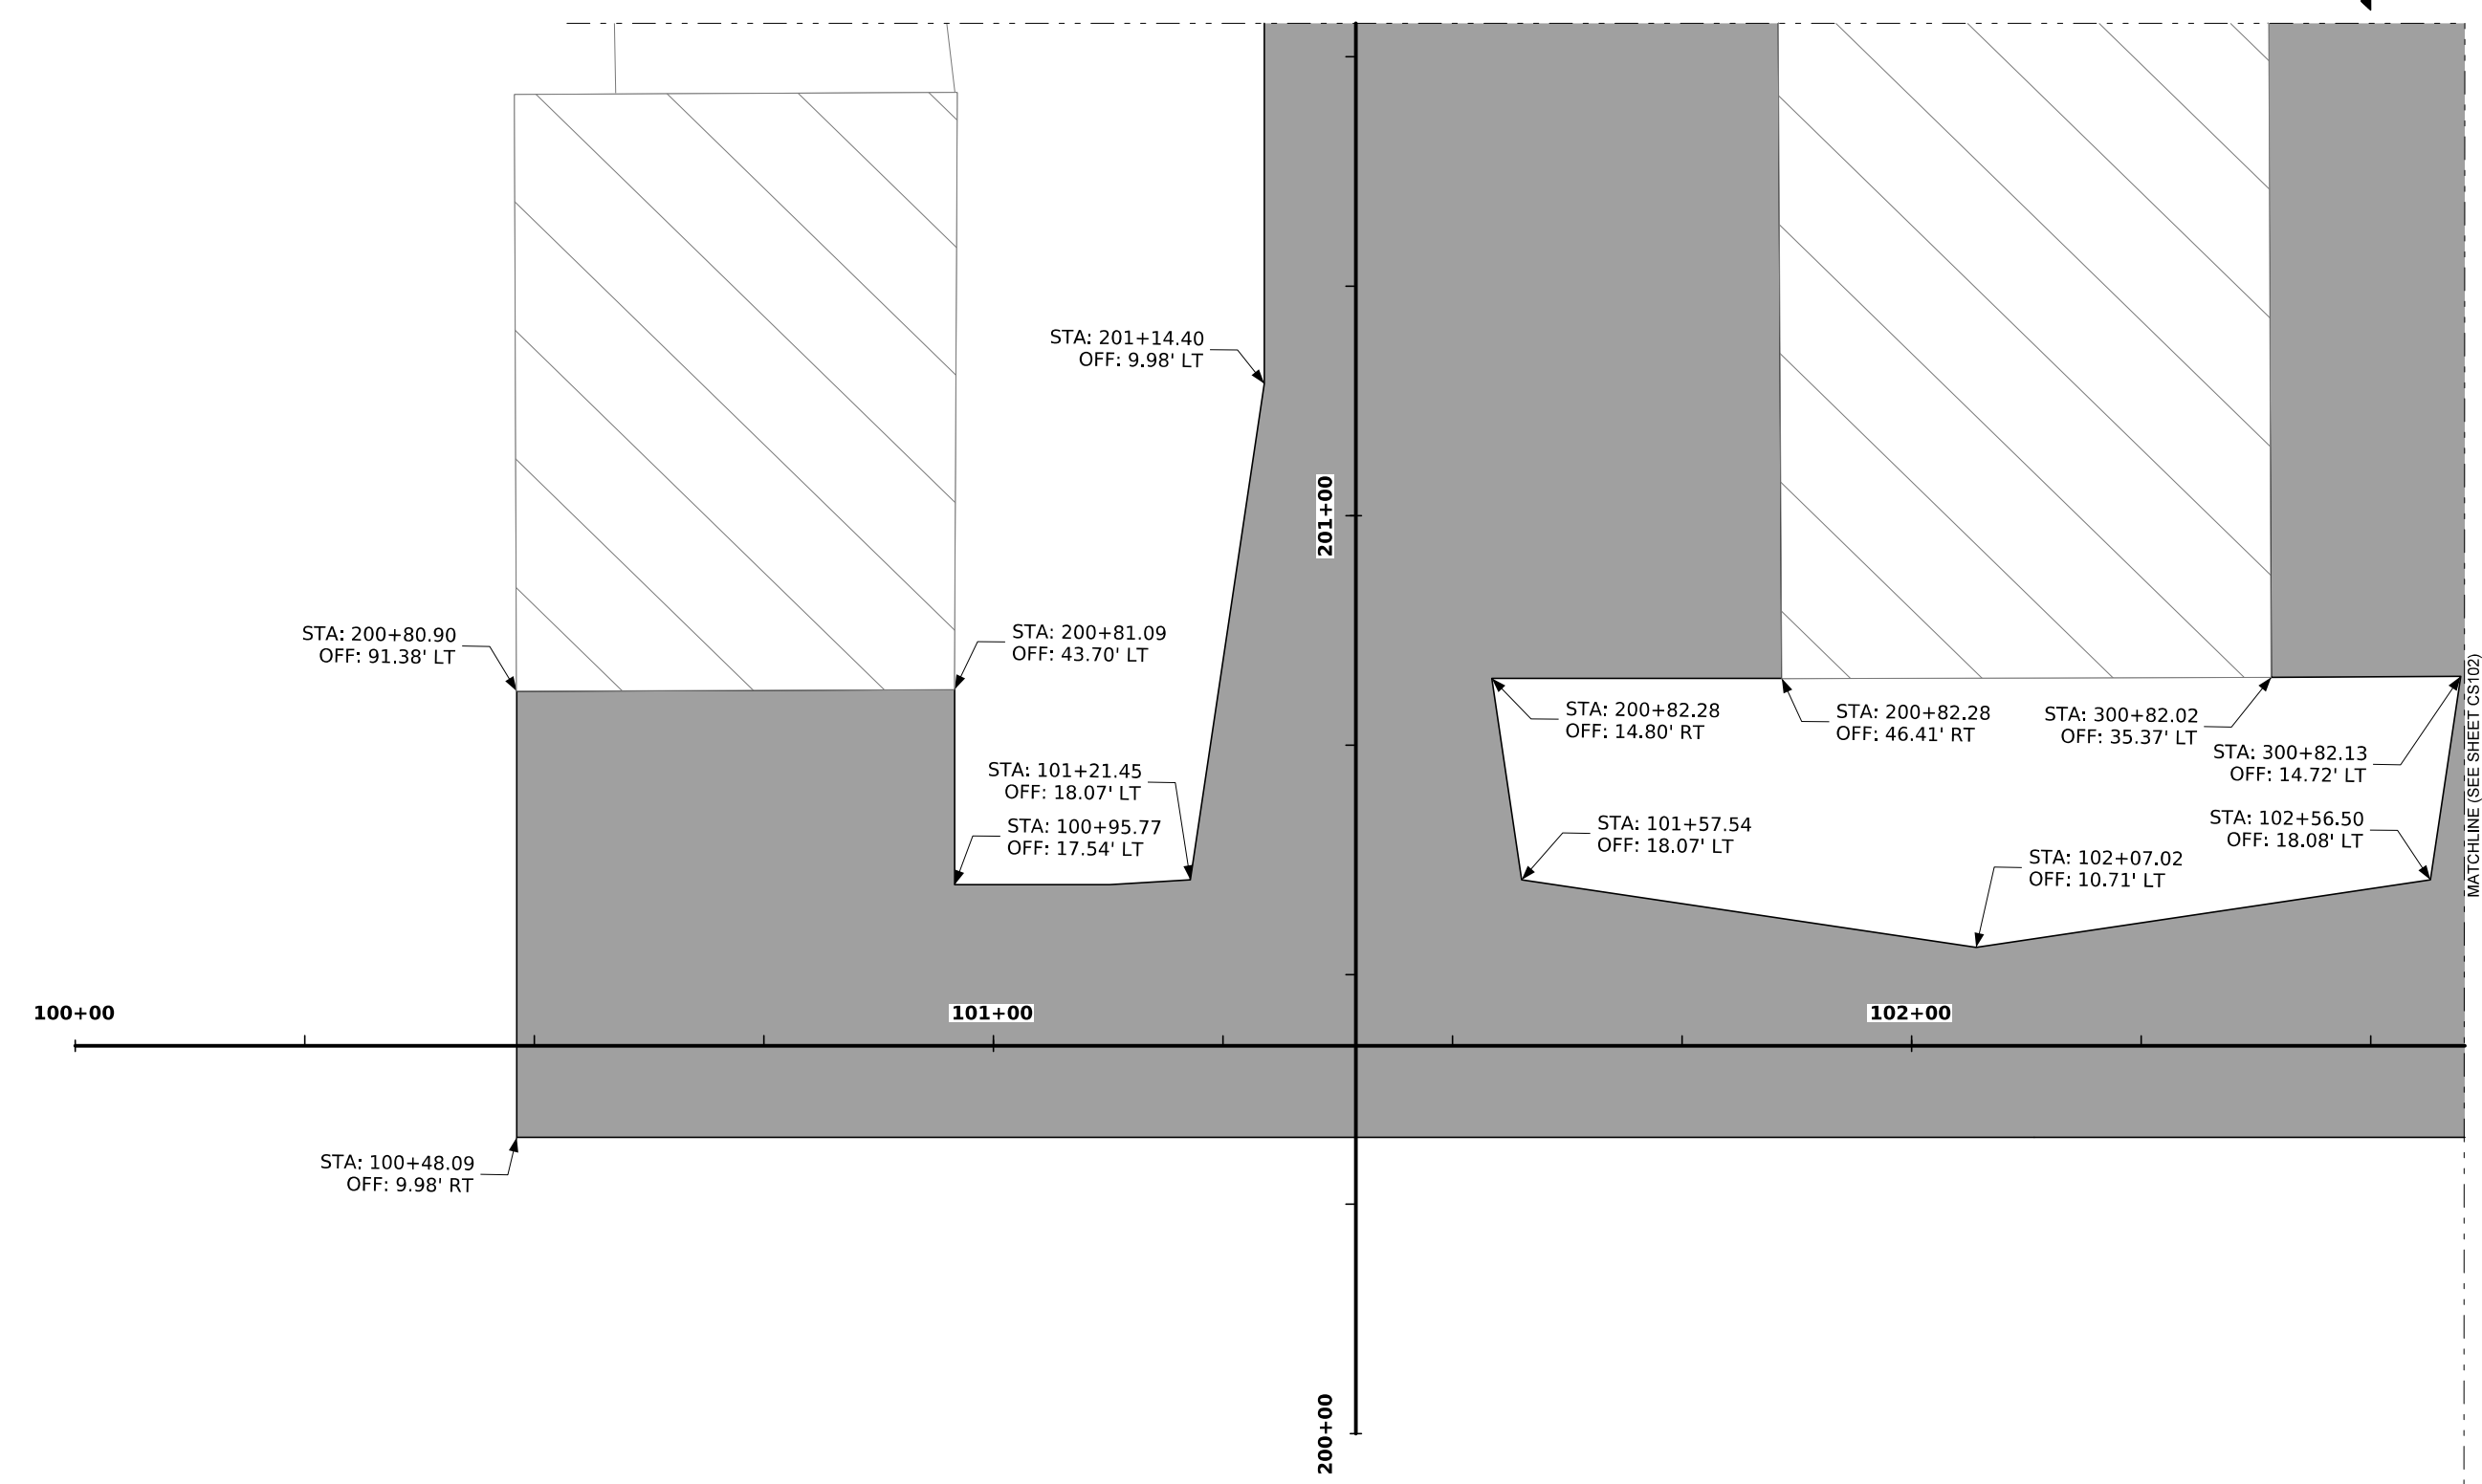 STA: 201+14.40
OFF: 9.98' LT
201+00
STA: 200+80.90
OFF: 91.38' LT
STA: 200+81.09
OFF: 43.70' LT
STA: 200+82.28
OFF: 14.80' RT
STA: 200+82.28
OFF: 46.41' RT
STA: 300+82.02
OFF: 35.37' LT
STA: 300+82.13
OFF: 14.72' LT
MATCHLINE (SEE SHEET CS102)
STA: 101+21.45
OFF: 18.07' LT
STA: 100+95.77
OFF: 17.54' LT
STA: 101+57.54
OFF: 18.07' LT
STA: 102+56.50
OFF: 18.08' LT
STA: 102+07.02
OFF: 10.71' LT
100+00
101+00
102+00
STA: 100+48.09
OFF: 9.98' RT
200+00